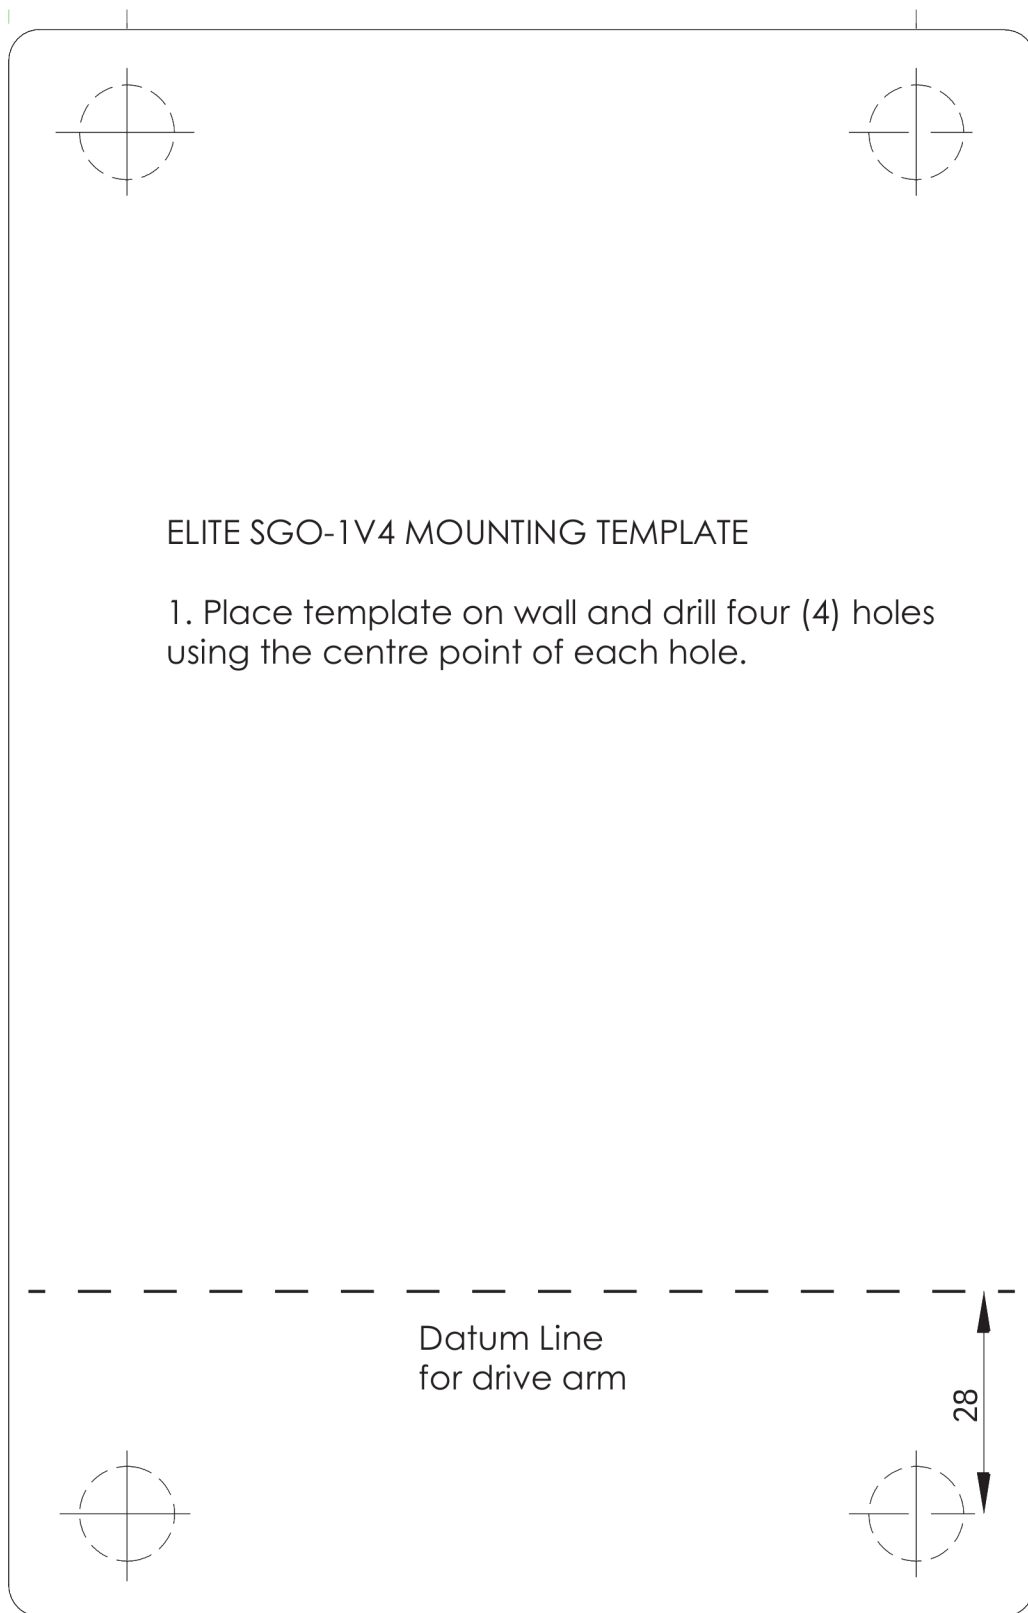 ELITE SGO-1V4 MOUNTING TEMPLATE
1. Place template on wall and drill four (4) holes
using the centre point of each hole.
Datum Line
for drive arm
28